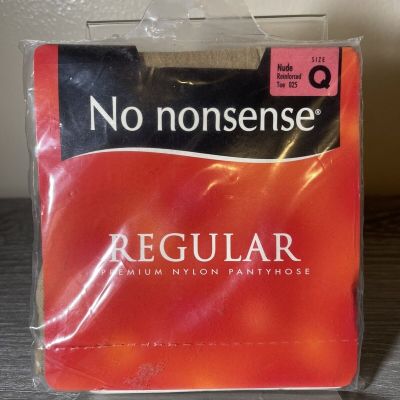 Nude
Reinforced
Toe 025
SIZE
Q
No nonsense®
REGULAR
PREMIUM NYLON PANTYHOSE